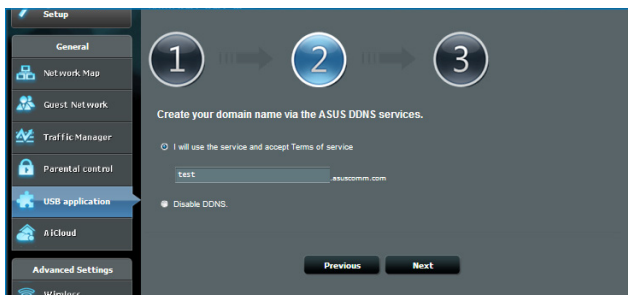 Setup
General
Network Map
Guest Network
Traffic Manager
Parental control
USB application
AiCloud
Advanced Settings
Wireless
1
2
3
Create your domain name via the ASUS DDNS services.
I will use the service and accept Terms of service
test .asuscomm.com
Disable DDNS.
Previous Next